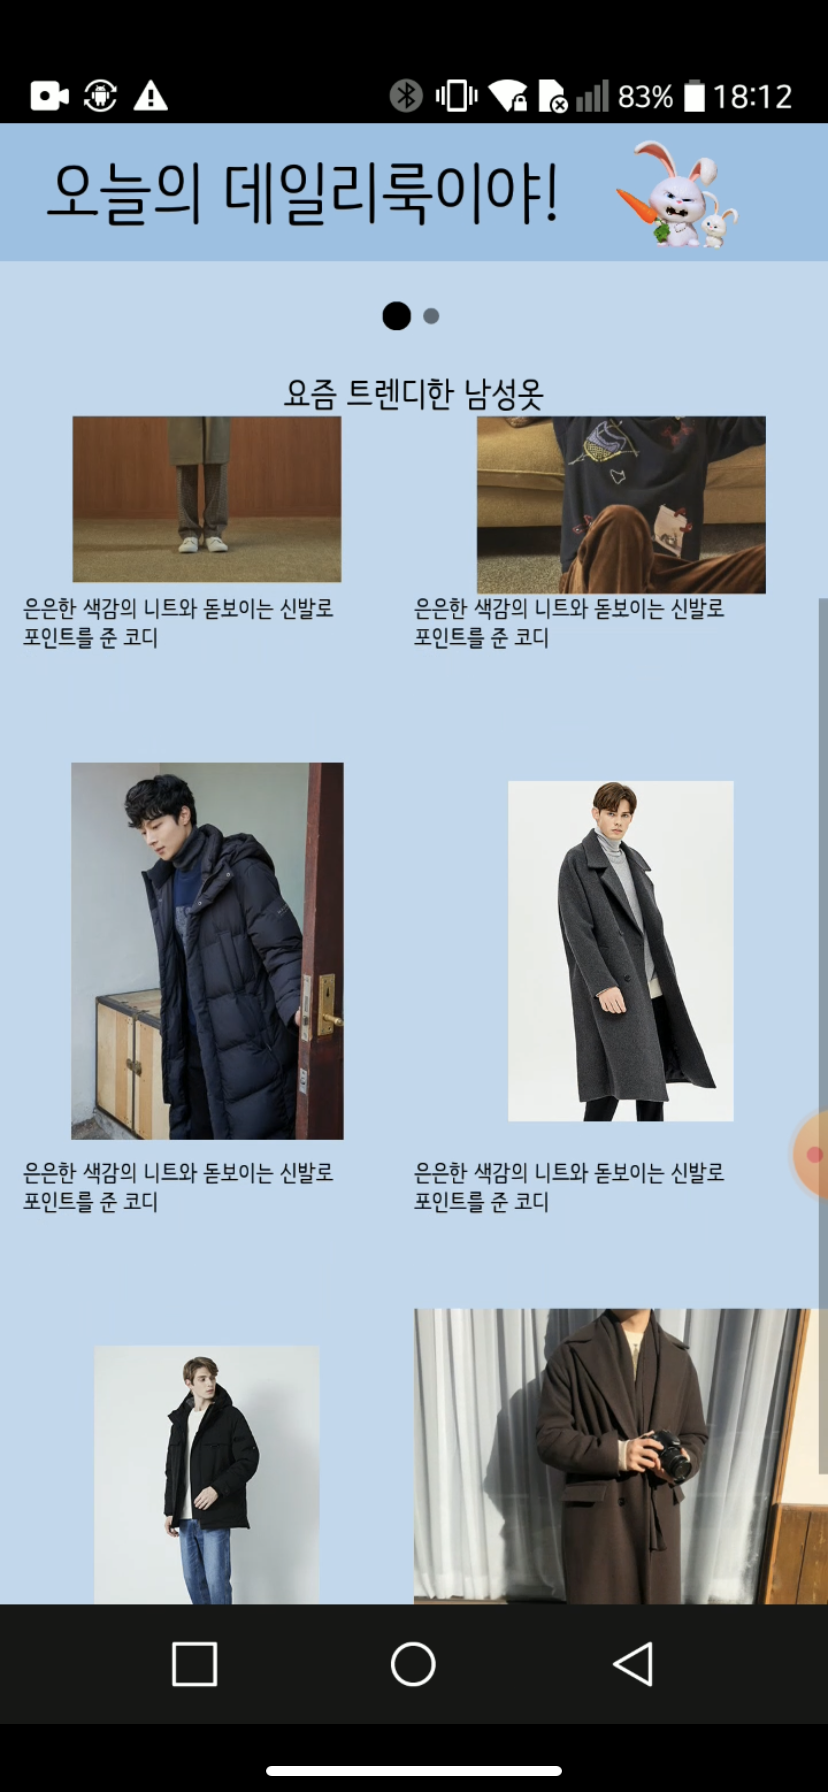 83% 18:12
오늘의 데일리룩이야!
요즘 트렌디한 남성옷
은은한 색감의 니트와 돋보이는 신발로
포인트를 준 코디
은은한 색감의 니트와 돋보이는 신발로
포인트를 준 코디
은은한 색감의 니트와 돋보이는 신발로
포인트를 준 코디
은은한 색감의 니트와 돋보이는 신발로
포인트를 준 코디